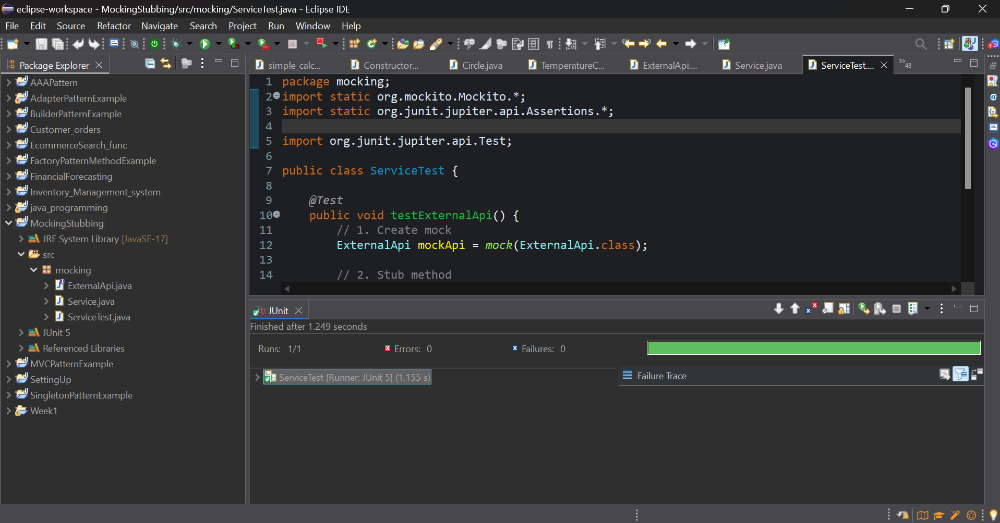 eclipse-workspace - MockingStubbing/src/mocking/ServiceTest.java - Eclipse IDE
File Edit Source Refactor Navigate Search Project Run Window Help
Package Explorer
AAAPattern
AdapterPatternExample
BuilderPatternExample
Customer_orders
EcommerceSearch_func
FactoryPatternMethodExample
FinancialForecasting
Inventory_Management_system
java_programming
MockingStubbing
JRE System Library [JavaSE-17]
src
mocking
ExternalApi.java
Service.java
ServiceTest.java
JUnit 5
Referenced Libraries
MVCPatternExample
SettingUp
SingletonPatternExample
Week1
simple_calc... Constructor... Circle.java TemperatureC... ExternalApi.... Service.java ServiceTest.... »48
1 package mocking;
2 import static org.mockito.Mockito.*;
3 import static org.junit.jupiter.api.Assertions.*;
4
5 import org.junit.jupiter.api.Test;
6
7 public class ServiceTest {
8
9 @Test
10 public void testExternalApi() {
11 // 1. Create mock
12 ExternalApi mockApi = mock(ExternalApi.class);
13
14 // 2. Stub method
JUnit
Finished after 1.249 seconds
Runs: 1/1 Errors: 0 Failures: 0
ServiceTest [Runner: JUnit 5] (1.155 s)
Failure Trace